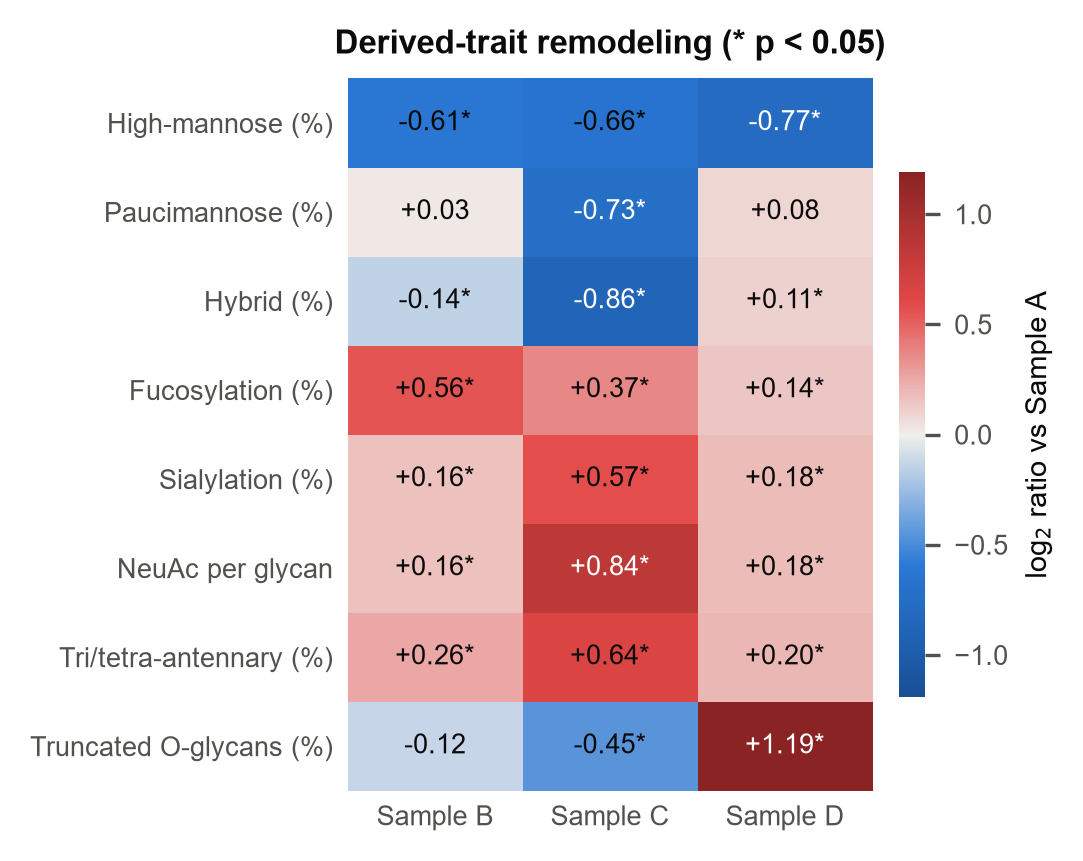 Derived-trait remodeling (* p < 0.05)
High-mannose (%) -0.61* -0.66* -0.77*
Paucimannose (%) +0.03 -0.73* +0.08
Hybrid (%) -0.14* -0.86* +0.11*
Fucosylation (%) +0.56* +0.37* +0.14*
Sialylation (%) +0.16* +0.57* +0.18*
NeuAc per glycan +0.16* +0.84* +0.18*
Tri/tetra-antennary (%) +0.26* +0.64* +0.20*
Truncated O-glycans (%) -0.12 -0.45* +1.19*
Sample B Sample C Sample D
1.0
0.5
0.0
−0.5
−1.0
log₂ ratio vs Sample A